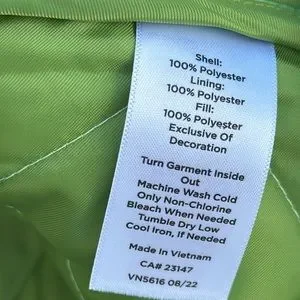 Shell:
100% Polyester
Lining:
100% Polyester
Fill:
100% Polyester
Exclusive Of
Decoration
Turn Garment Inside
Out
Machine Wash Cold
Only Non-Chlorine
Bleach When Needed
Tumble Dry Low
Cool Iron, if Needed
Made in Vietnam
CA# 23147
VN5616 08/22